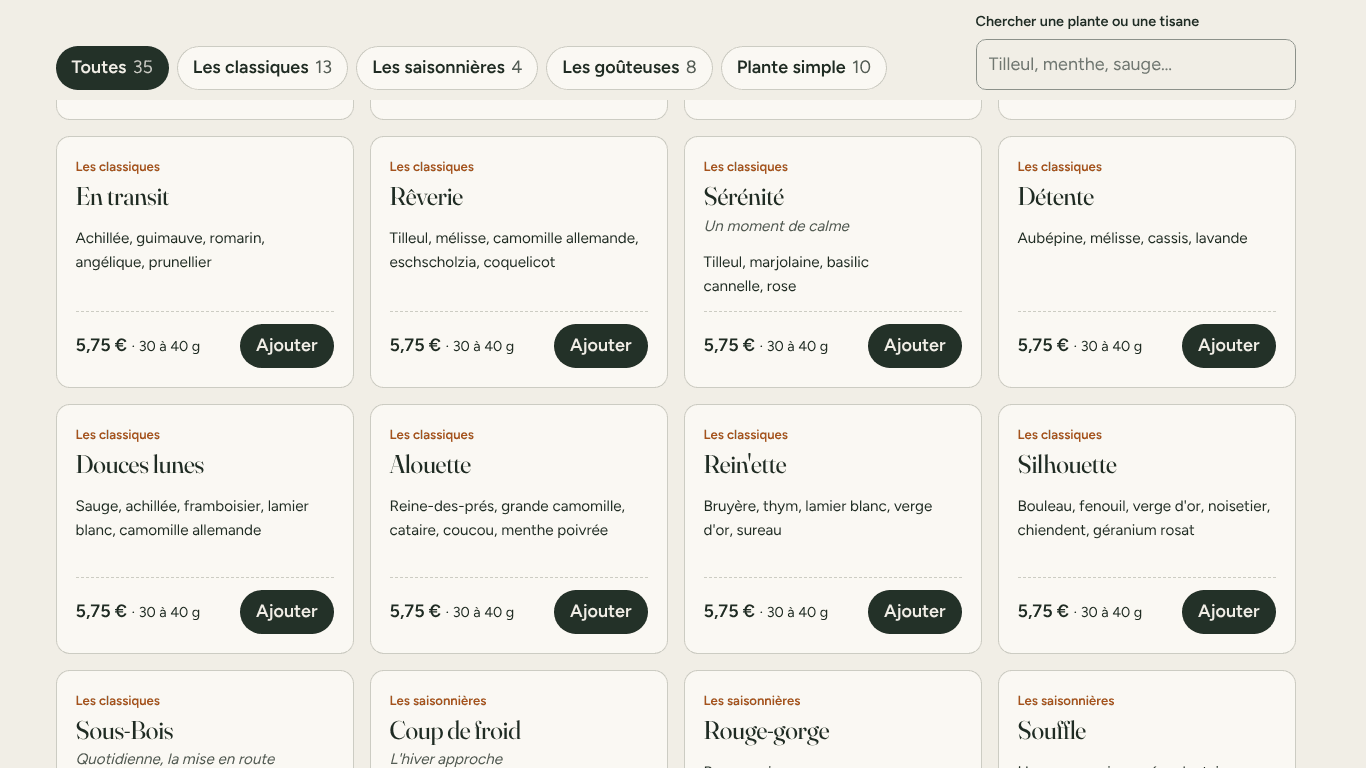 Chercher une plante ou une tisane
Toutes 35
Les classiques 13
Les saisonnières 4
Les goûteuses 8
Plante simple 10
Tilleul, menthe, sauge...
Les classiques
En transit
Achillée, guimauve, romarin,
angélique, prunellier
5,75 € · 30 à 40 g
Ajouter
Les classiques
Rêverie
Tilleul, mélisse, camomille allemande,
eschscholzia, coquelicot
5,75 € · 30 à 40 g
Ajouter
Les classiques
Sérénité
Un moment de calme
Tilleul, marjolaine, basilic
cannelle, rose
5,75 € · 30 à 40 g
Ajouter
Les classiques
Détente
Aubépine, mélisse, cassis, lavande
5,75 € · 30 à 40 g
Ajouter
Les classiques
Douces lunes
Sauge, achillée, framboisier, lamier
blanc, camomille allemande
5,75 € · 30 à 40 g
Ajouter
Les classiques
Alouette
Reine-des-prés, grande camomille,
cataire, coucou, menthe poivrée
5,75 € · 30 à 40 g
Ajouter
Les classiques
Rein'ette
Bruyère, thym, lamier blanc, verge
d'or, sureau
5,75 € · 30 à 40 g
Ajouter
Les classiques
Silhouette
Bouleau, fenouil, verge d'or, noisetier,
chiendent, géranium rosat
5,75 € · 30 à 40 g
Ajouter
Les classiques
Sous-Bois
Quotidienne, la mise en route
Les saisonnières
Coup de froid
L'hiver approche
Les saisonnières
Rouge-gorge
Les saisonnières
Souffle